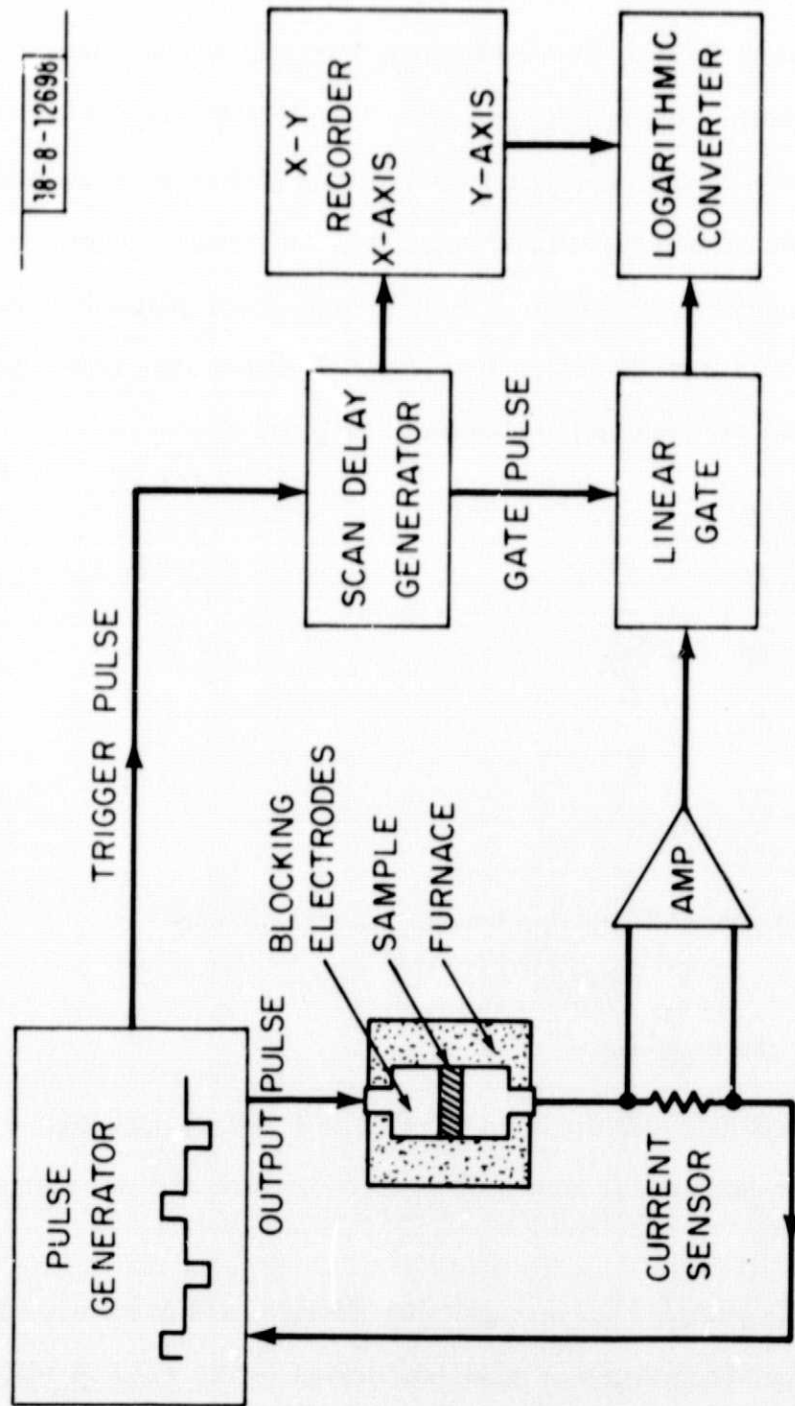 18-8-12698
PULSE
GENERATOR
TRIGGER PULSE
OUTPUT PULSE
BLOCKING
ELECTRODES
SAMPLE
FURNACE
CURRENT
SENSOR
AMP
SCAN DELAY
GENERATOR
GATE PULSE
LINEAR
GATE
X-Y
RECORDER
X-AXIS
Y-AXIS
LOGARITHMIC
CONVERTER